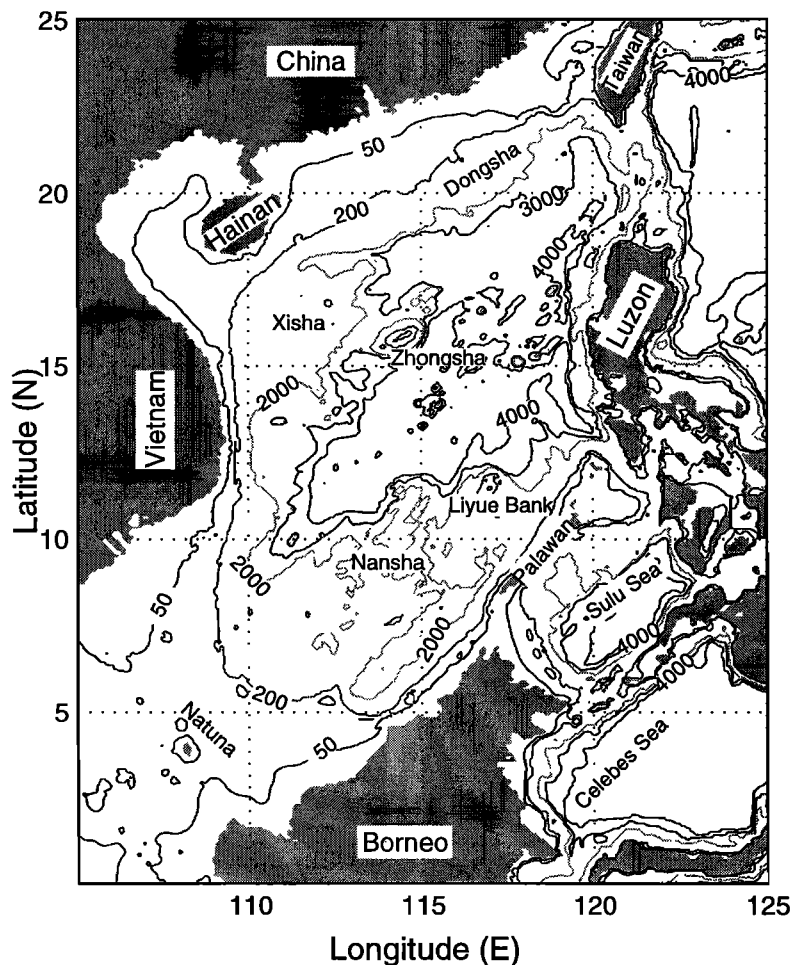 25
20
15
10
5
Latitude (N)
China
Taiwan
4000
50
Dongsha
Hainan
200
3000
4000
Luzon
Xisha
Zhongsha
Vietnam
2000
4000
Liyue Bank
Palawan
Nansha
2000
Sulu Sea
50
2000
4000
4000
200
Natuna
50
Celebes Sea
Borneo
110
115
120
125
Longitude (E)